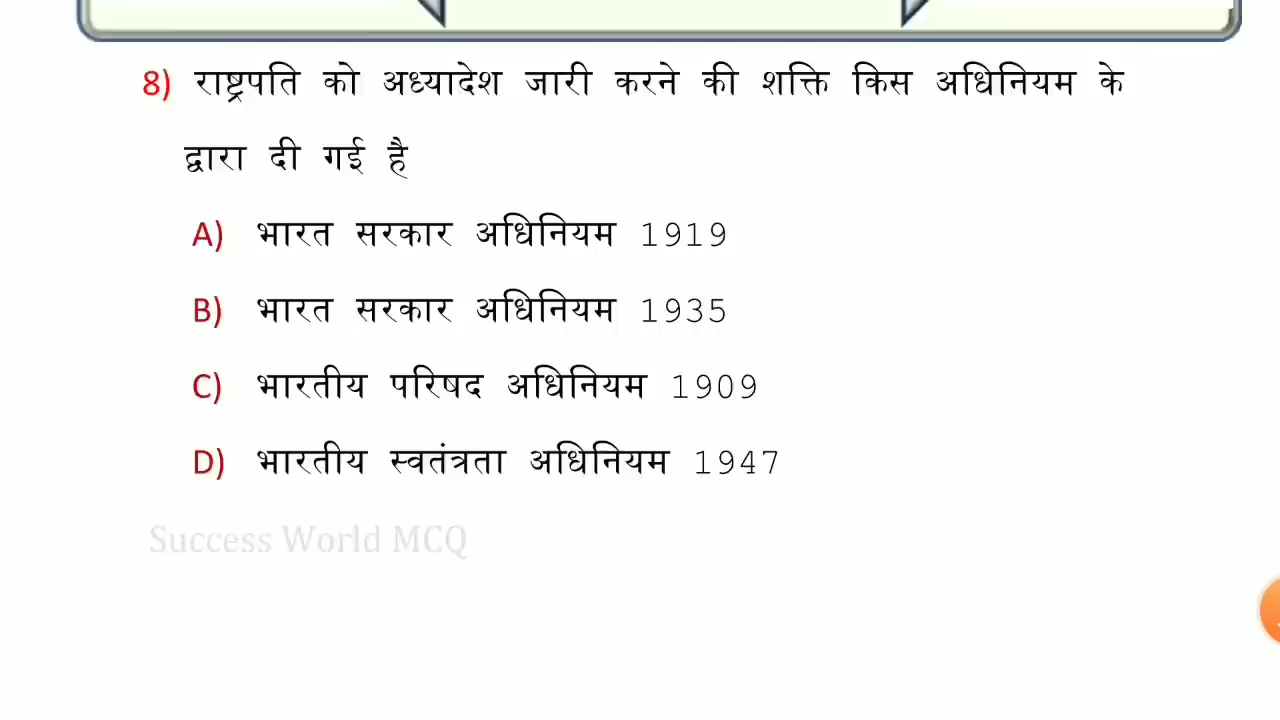 8) राष्ट्रपति को अध्यादेश जारी करने की शक्ति किस अधिनियम के
द्वारा दी गई है
A) भारत सरकार अधिनियम 1919
B) भारत सरकार अधिनियम 1935
C) भारतीय परिषद अधिनियम 1909
D) भारतीय स्वतंत्रता अधिनियम 1947
Success World MCQ